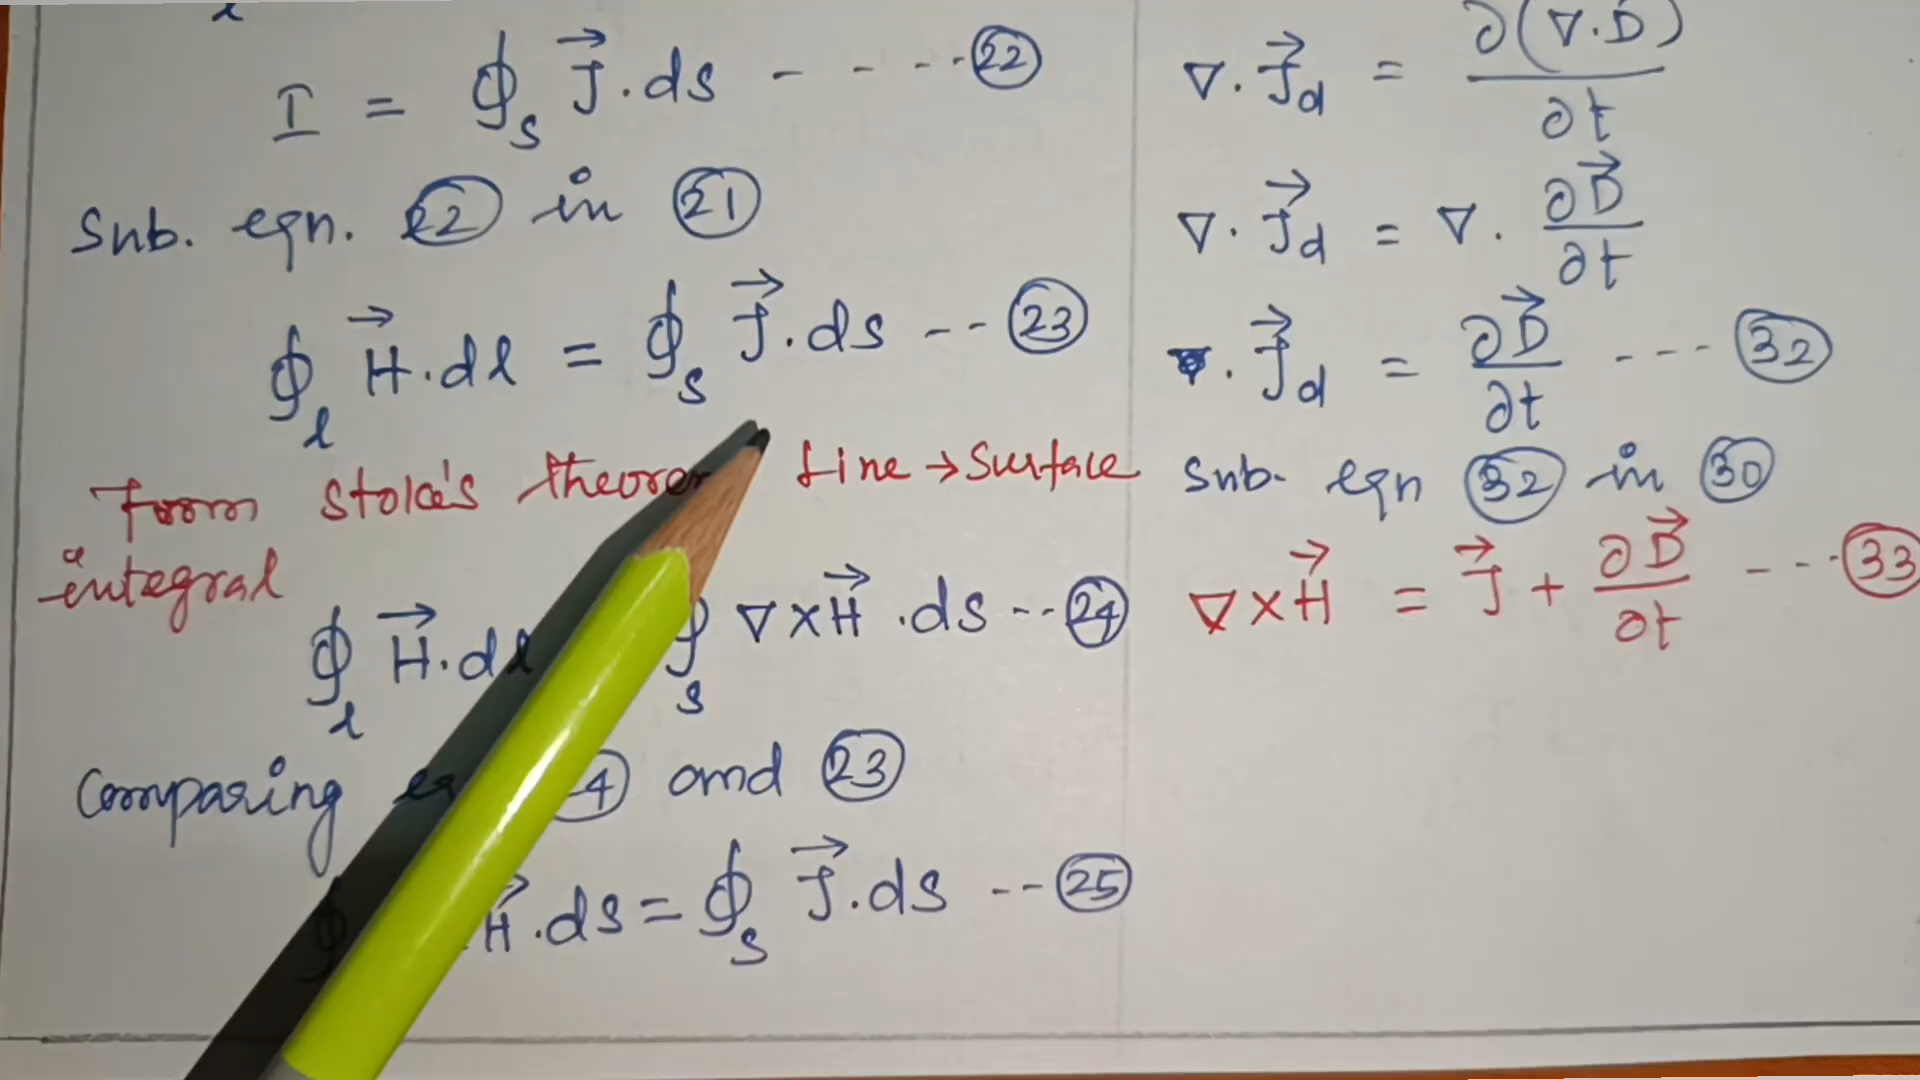 I = ∮s J⃗.ds - - - - - (22)
Sub. eqn. (22) in (21)
∮l H⃗.dl = ∮s J⃗.ds - - - (23)
From Stoke's Line → Surface
integral
∮l H⃗.dl ∮s ∇×H⃗ .ds - - (24)
Comparing and (23)
H⃗.ds = ∮s J⃗.ds - - - (25)
∇.J⃗d = ∂(∇.D)/∂t
∇.J⃗d = ∇. ∂D⃗/∂t
. J⃗d = ∂D⃗/∂t - - - - (32)
Sub. eqn (32) in (30)
∇×H⃗ = J⃗ + ∂D⃗/∂t - - - - (33)